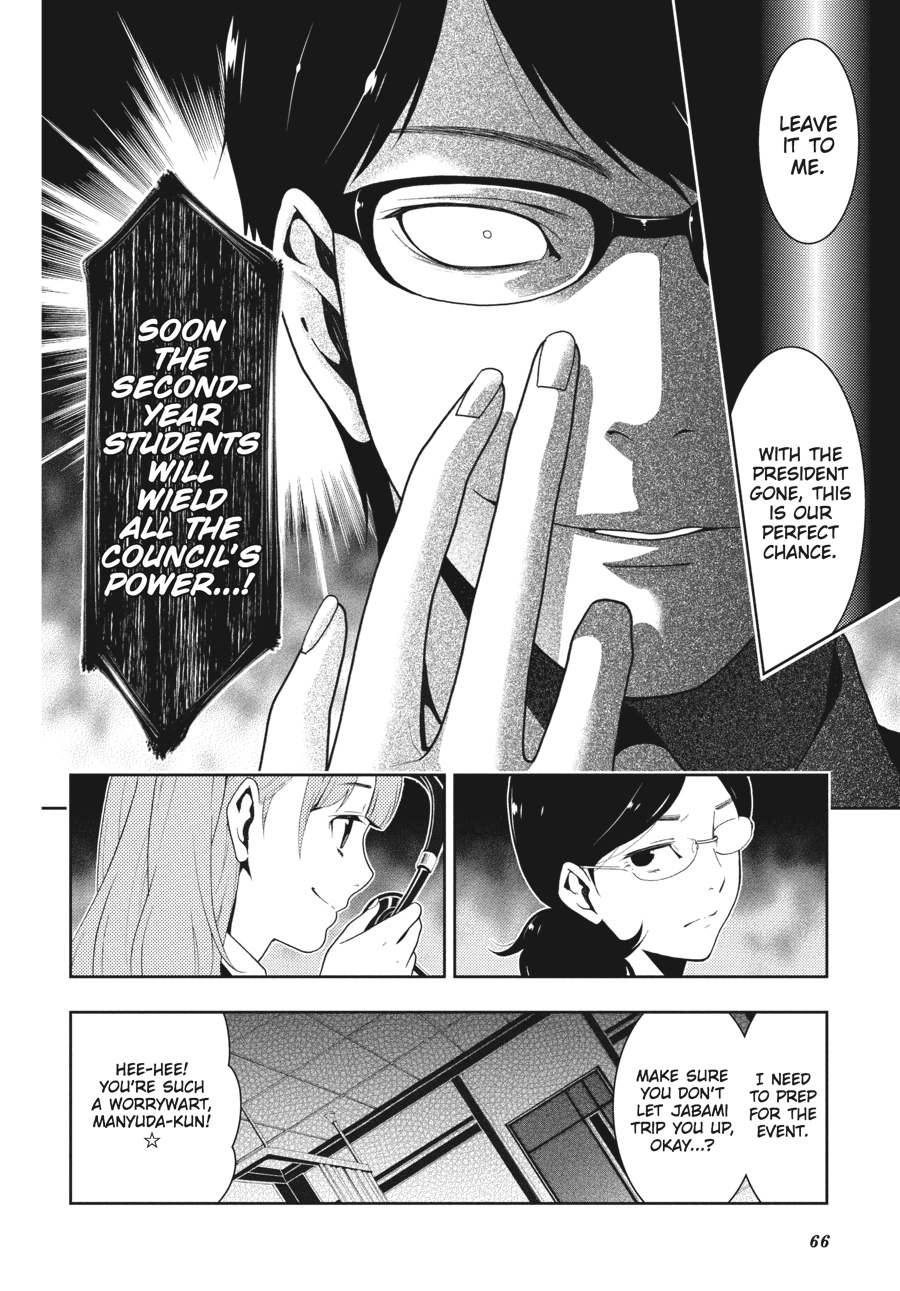 LEAVE
IT TO
ME.
WITH THE
PRESIDENT
GONE, THIS
IS OUR
PERFECT
CHANCE.
SOON
THE
SECOND-
YEAR
STUDENTS
WILL
WIELD
ALL THE
COUNCIL'S
POWER...!
I NEED
TO PREP
FOR THE
EVENT.
MAKE SURE
YOU DON'T
LET JABAMI
TRIP YOU UP,
OKAY...?
HEE-HEE!
YOU'RE SUCH
A WORRYWART,
MANYUDA-KUN!
☆
66